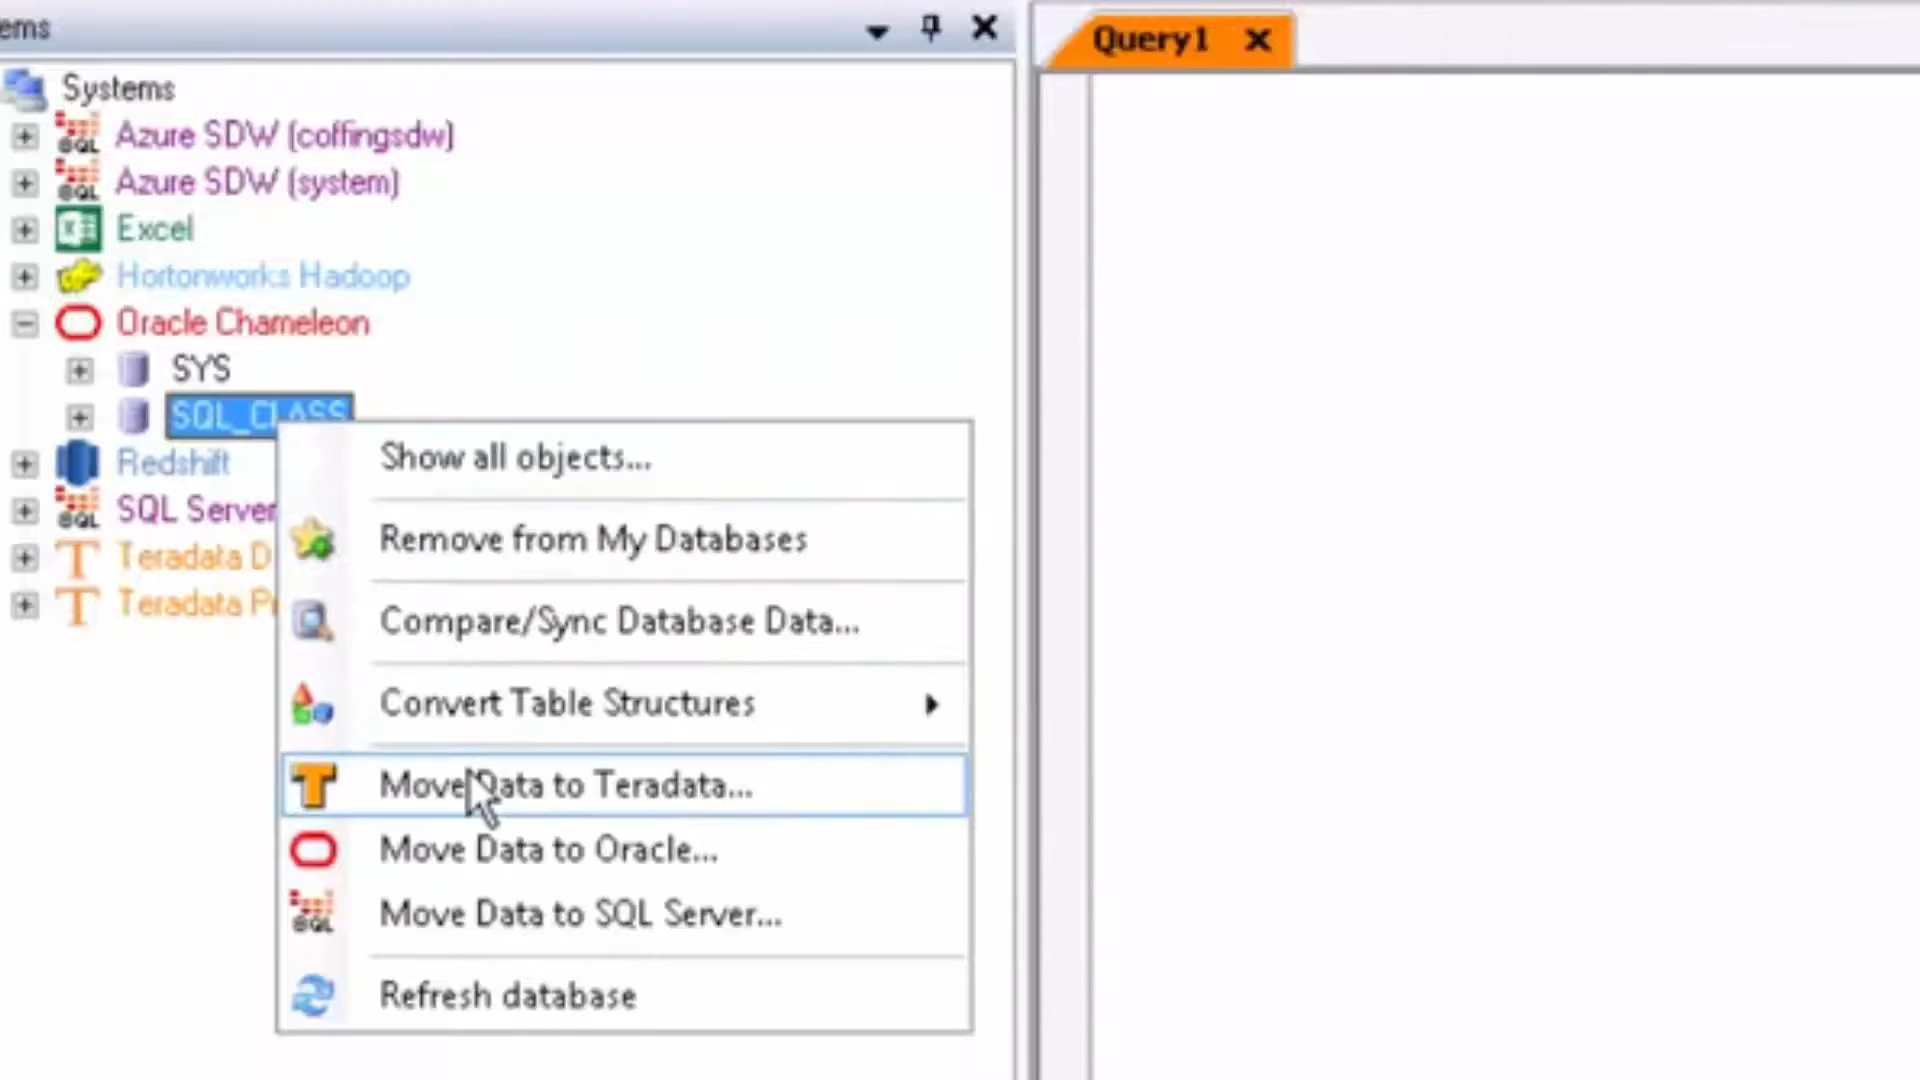 ems
Query1
Systems
Azure SDW (coffingsdw)
Azure SDW (system)
Excel
Hortonworks Hadoop
Oracle Chameleon
SYS
SQL_CLASS
Redshift
SQL Server
Teradata D
Teradata P
Show all objects...
Remove from My Databases
Compare/Sync Database Data...
Convert Table Structures
Move Data to Teradata...
Move Data to Oracle...
Move Data to SQL Server...
Refresh database